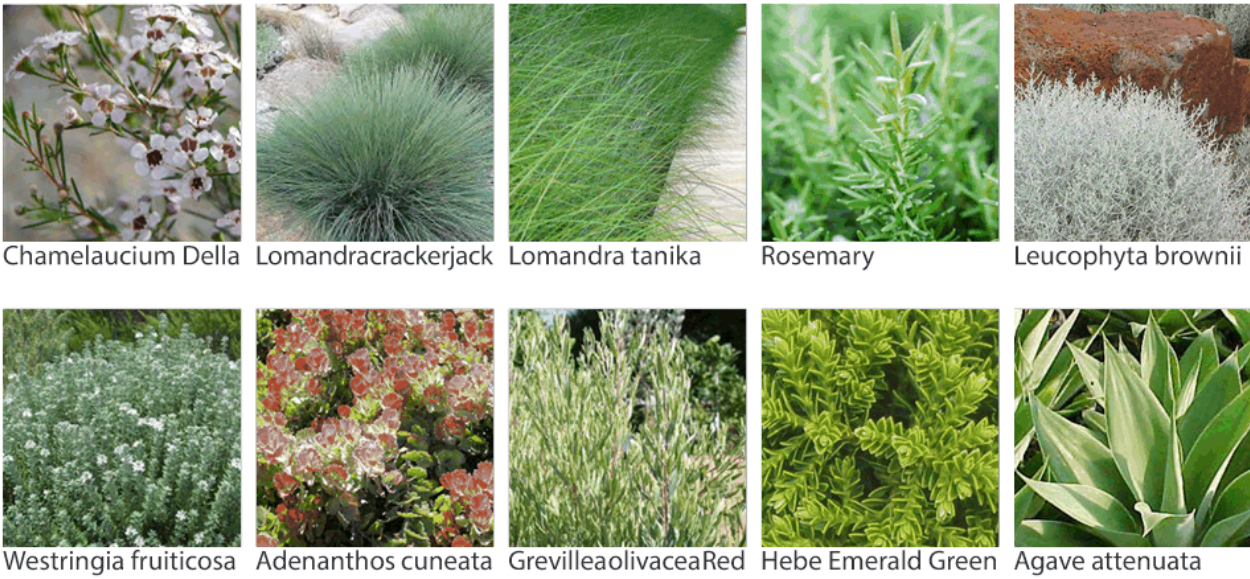 Chamelaucium Della
Lomandracrackerjack
Lomandra tanika
Rosemary
Leucophyta brownii
Westringia fruiticosa
Adenanthos cuneata
GrevilleaolivaceaRed
Hebe Emerald Green
Agave attenuata